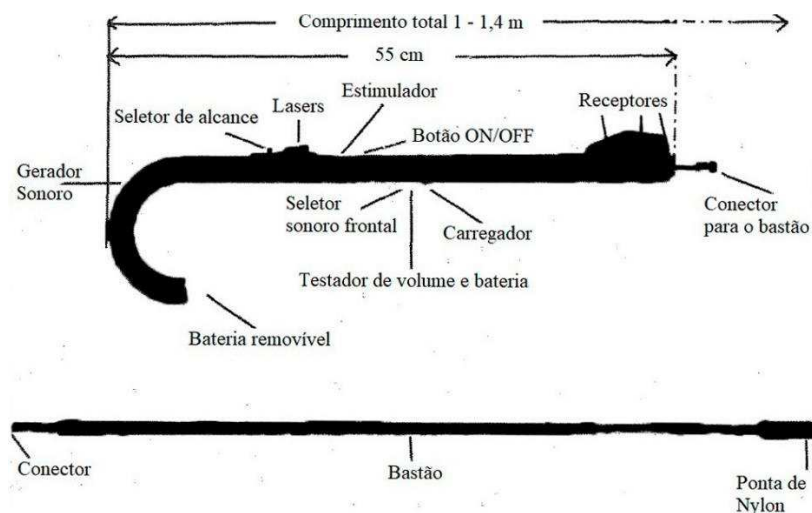 Comprimento total 1 - 1,4 m
55 cm
Estimulador
Lasers
Receptores
Seletor de alcance
Botão ON/OFF
Gerador
Sonoro
Seletor
sonoro frontal
Carregador
Conector
para o bastão
Testador de volume e bateria
Bateria removível
Conector
Bastão
Ponta de
Nylon